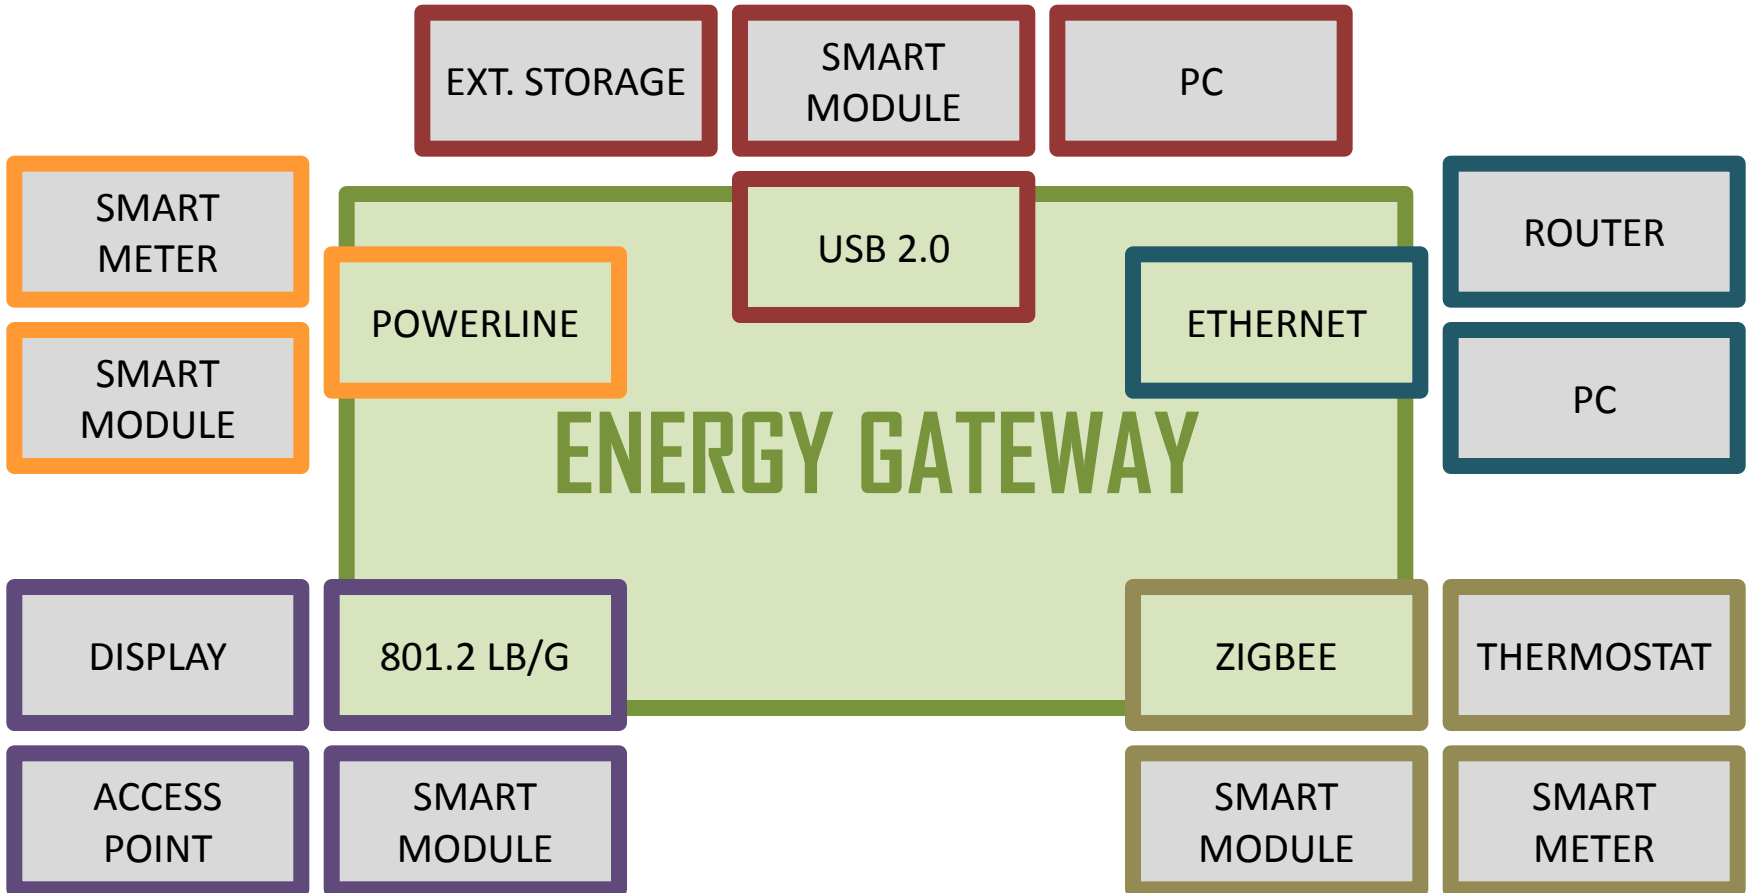 EXT. STORAGE
SMART
MODULE
PC
SMART
METER
USB 2.0
ROUTER
POWERLINE
ETHERNET
SMART
MODULE
PC
ENERGY GATEWAY
DISPLAY
801.2 LB/G
ZIGBEE
THERMOSTAT
ACCESS
POINT
SMART
MODULE
SMART
MODULE
SMART
METER